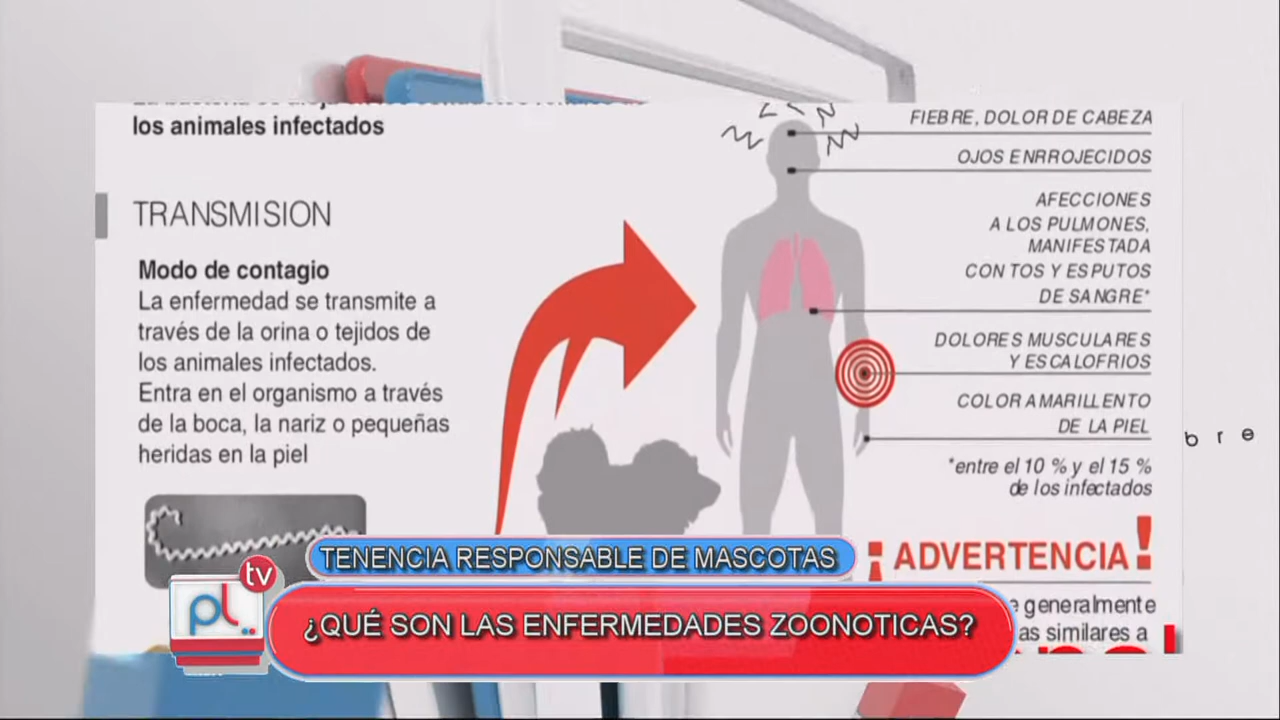 los animales infectados
TRANSMISION
Modo de contagio
La enfermedad se transmite a
través de la orina o tejidos de
los animales infectados.
Entra en el organismo a través
de la boca, la nariz o pequeñas
heridas en la piel
FIEBRE, DOLOR DE CABEZA
OJOS ENRROJECIDOS
AFECCIONES
A LOS PULMONES,
MANIFESTADA
CON TOS Y ESPUTOS
DE SANGRE*
DOLORES MUSCULARES
Y ESCALOFRIOS
COLOR AMARILLENTO
DE LA PIEL
*entre el 10 % y el 15 %
de los infectados
¡ADVERTENCIA!
generalmente
similares a
bre
TENENCIA RESPONSABLE DE MASCOTAS
pl.. tv
¿QUÉ SON LAS ENFERMEDADES ZOONOTICAS?